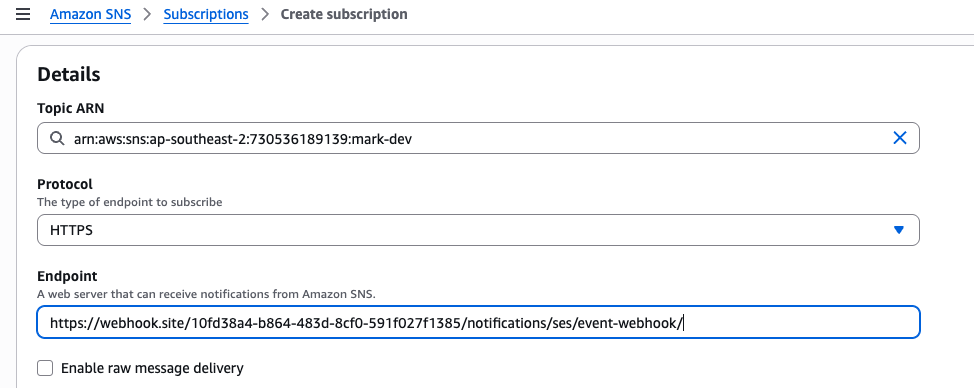 Amazon SNS > Subscriptions > Create subscription
Details
Topic ARN
arn:aws:sns:ap-southeast-2:730536189139:mark-dev
Protocol
The type of endpoint to subscribe
HTTPS
Endpoint
A web server that can receive notifications from Amazon SNS.
https://webhook.site/10fd38a4-b864-483d-8cf0-591f027f1385/notifications/ses/event-webhook/
Enable raw message delivery